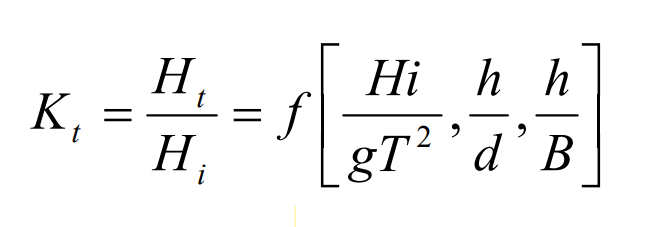 K_t = H_t / H_i = f [ Hi / gT^2 , h / d , h / B ]